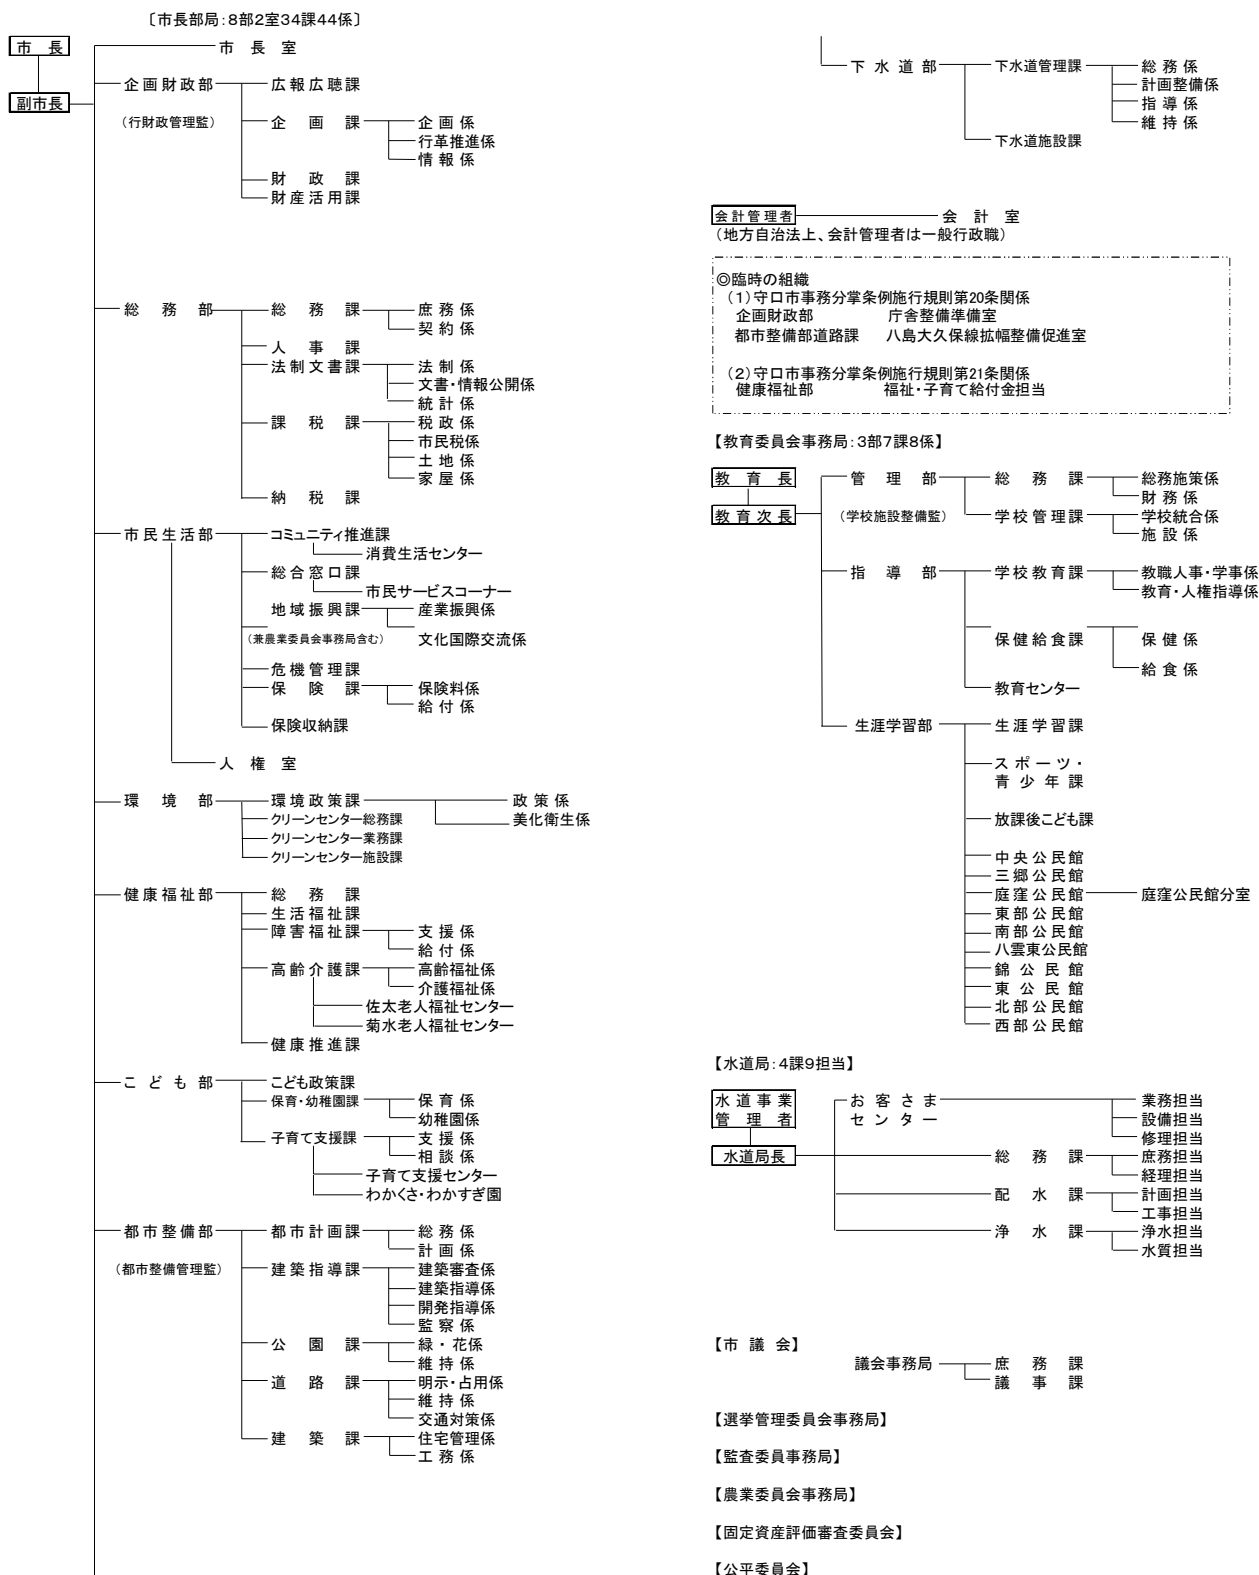 〔市長部局：8部2室34課44係〕
市長
市長室
企画財政部 広報広聴課
副市長
（行財政管理監） 企画課 企画係
行革推進係
情報係
財政課
財産活用課
総務部 総務課 庶務係
契約係
人事課
法制文書課 法制係
文書・情報公開係
統計係
課税課 税政係
市民税係
土地係
家屋係
納税課
市民生活部 コミュニティ推進課
消費生活センター
総合窓口課
市民サービスコーナー
地域振興課 産業振興係
（兼農業委員会事務局含む） 文化国際交流係
危機管理課
保険課 保険料係
給付係
保険収納課
人権室
環境部 環境政策課 政策係
クリーンセンター総務課 美化衛生係
クリーンセンター業務課
クリーンセンター施設課
健康福祉部 総務課
生活福祉課
障害福祉課 支援係
給付係
高齢介護課 高齢福祉係
介護福祉係
佐太老人福祉センター
菊水老人福祉センター
健康推進課
こども部 こども政策課
保育・幼稚園課 保育係
幼稚園係
子育て支援課 支援係
相談係
子育て支援センター
わかくさ・わかすぎ園
都市整備部 都市計画課 総務係
計画係
（都市整備管理監） 建築指導課 建築審査係
建築指導係
開発指導係
監察係
公園課 緑・花係
維持係
道路課 明示・占用係
維持係
交通対策係
建築課 住宅管理係
工務係
下水道部 下水道管理課 総務係
計画整備係
指導係
維持係
下水道施設課
会計管理者 会計室
（地方自治法上、会計管理者は一般行政職）
◎臨時の組織
（1）守口市事務分掌条例施行規則第20条関係
企画財政部 庁舎整備準備室
都市整備部道路課 八島大久保線拡幅整備促進室
（2）守口市事務分掌条例施行規則第21条関係
健康福祉部 福祉・子育て給付金担当
【教育委員会事務局：3部7課8係】
教育長 管理部 総務課 総務施策係
財務係
教育次長 （学校施設整備監） 学校管理課 学校統合係
施設係
指導部 学校教育課 教職人事・学事係
教育・人権指導係
保健給食課 保健係
給食係
教育センター
生涯学習部 生涯学習課
スポーツ・
青少年課
放課後こども課
中央公民館
三郷公民館
庭窪公民館 庭窪公民館分室
東部公民館
南部公民館
八雲東公民館
錦公民館
東公民館
北部公民館
西部公民館
【水道局：4課9担当】
水道事業 お客さま 業務担当
管理者 センター 設備担当
修理担当
水道局長 総務課 庶務担当
経理担当
配水課 計画担当
工事担当
浄水課 浄水担当
水質担当
【市議会】
議会事務局 庶務課
議事課
【選挙管理委員会事務局】
【監査委員事務局】
【農業委員会事務局】
【固定資産評価審査委員会】
【公平委員会】